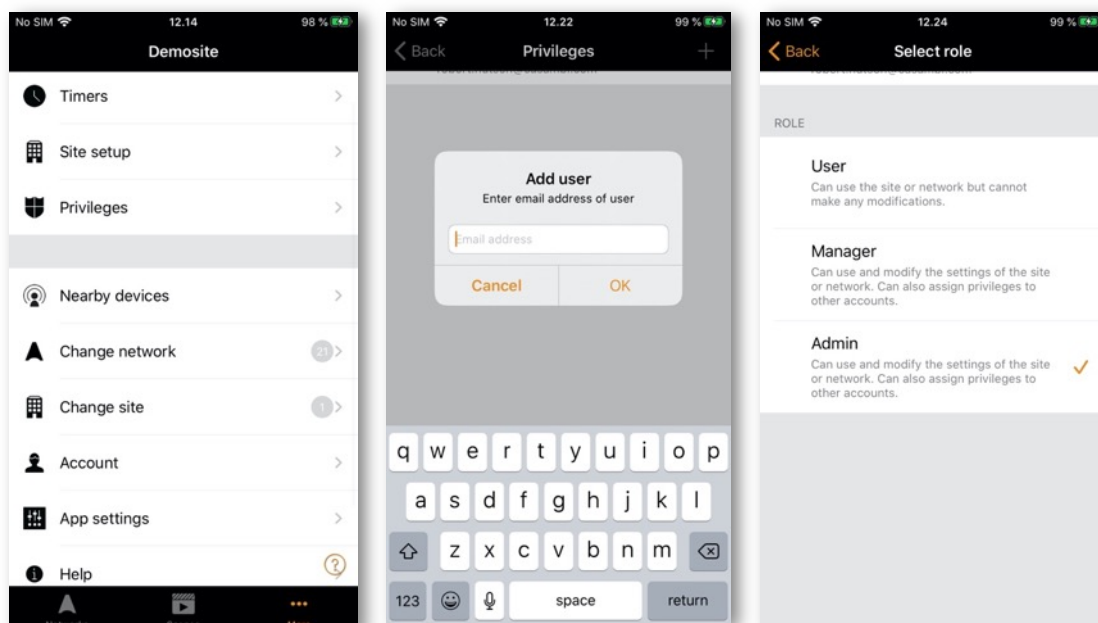 No SIM 12.14 98 %
Demosite
Timers
Site setup
Privileges
Nearby devices
Change network 21
Change site 1
Account
App settings
Help
?
No SIM 12.22 99 %
Back Privileges +
Add user
Enter email address of user
Email address
Cancel OK
q w e r t y u i o p
a s d f g h j k l
z x c v b n m
123 space return
No SIM 12.24 99 %
Back Select role
ROLE
User
Can use the site or network but cannot
make any modifications.
Manager
Can use and modify the settings of the site
or network. Can also assign privileges to
other accounts.
Admin
Can use and modify the settings of the site
or network. Can also assign privileges to
other accounts.